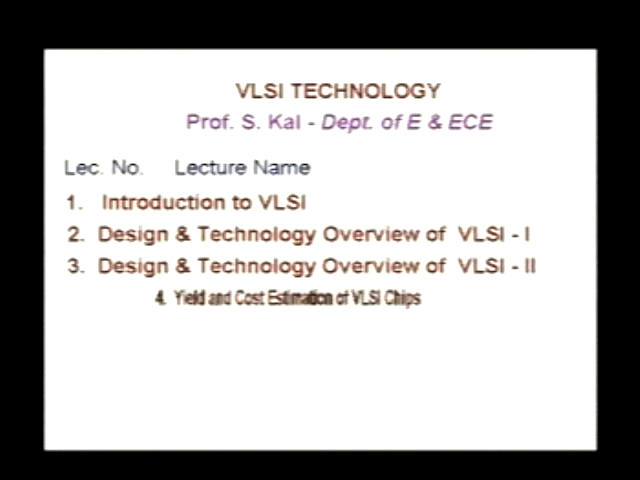 VLSI TECHNOLOGY
Prof. S. Kal - Dept. of E & ECE
Lec. No. Lecture Name
1. Introduction to VLSI
2. Design & Technology Overview of VLSI - I
3. Design & Technology Overview of VLSI - II
4. Yield and Cost Estimation of VLSI Chips